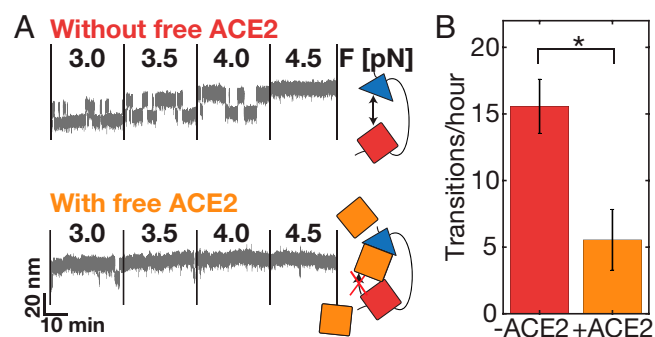 A
Without free ACE2
3.0 3.5 4.0 4.5 F [pN]
With free ACE2
3.0 3.5 4.0 4.5
20 nm
10 min
B
Transitions/hour
20
15
10
5
0
*
-ACE2 +ACE2